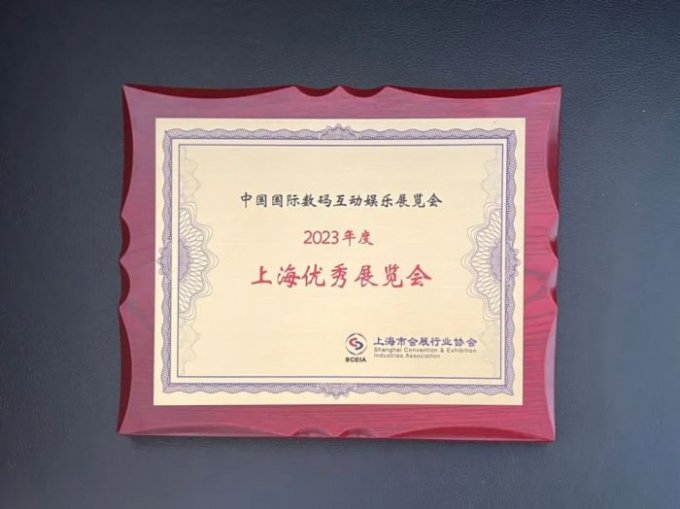 中国国际数码互动娱乐展览会
2023年度
上海优秀展览会
上海市会展行业协会
Shanghai Convention & Exhibition
Industries Association
SCEIA